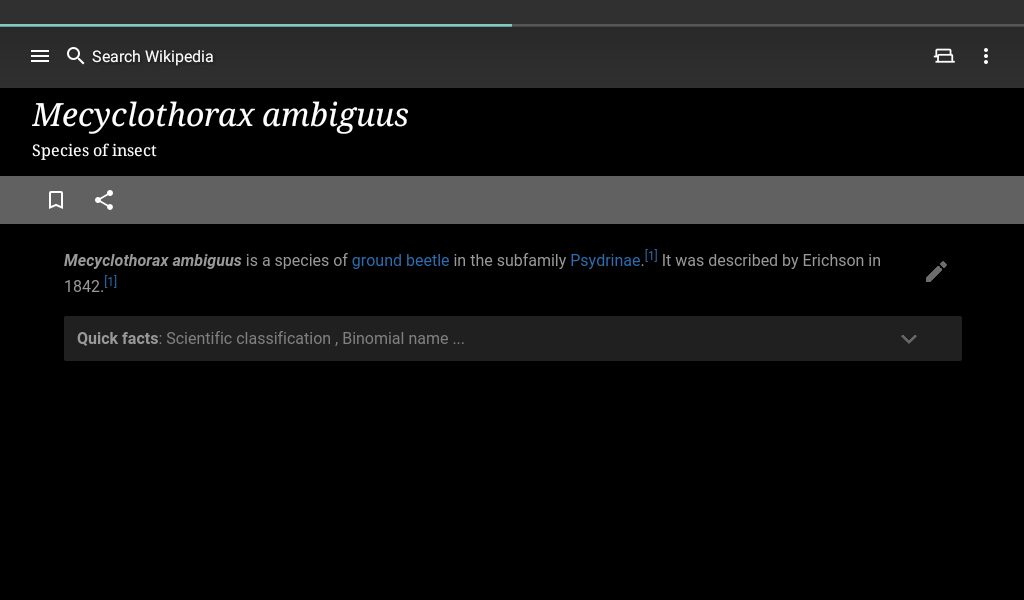 Search Wikipedia
Mecyclothorax ambiguus
Species of insect
Mecyclothorax ambiguus is a species of ground beetle in the subfamily Psydrinae.[1] It was described by Erichson in
1842.[1]
Quick facts: Scientific classification , Binomial name ...